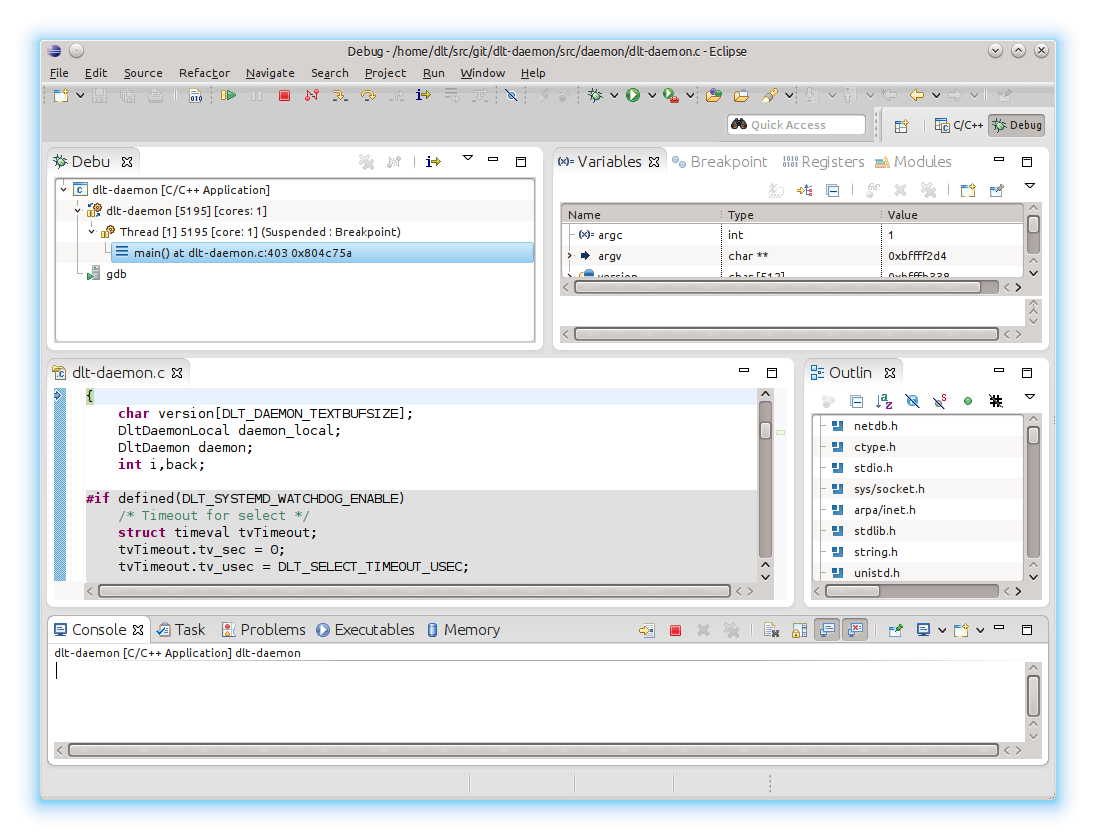 Debug - /home/dlt/src/git/dlt-daemon/src/daemon/dlt-daemon.c - Eclipse
File Edit Source Refactor Navigate Search Project Run Window Help
010
Quick Access
C/C++ Debug
Debu
dlt-daemon [C/C++ Application]
dlt-daemon [5195] [cores: 1]
Thread [1] 5195 [core: 1] (Suspended : Breakpoint)
main() at dlt-daemon.c:403 0x804c75a
gdb
(x)= Variables Breakpoint Registers Modules
Name Type Value
(x)= argc int 1
argv char ** 0xbffff2d4
version char [512] 0xbfffb338
dlt-daemon.c
{
char version[DLT_DAEMON_TEXTBUFSIZE];
DltDaemonLocal daemon_local;
DltDaemon daemon;
int i,back;
#if defined(DLT_SYSTEMD_WATCHDOG_ENABLE)
/* Timeout for select */
struct timeval tvTimeout;
tvTimeout.tv_sec = 0;
tvTimeout.tv_usec = DLT_SELECT_TIMEOUT_USEC;
Outlin
netdb.h
ctype.h
stdio.h
sys/socket.h
arpa/inet.h
stdlib.h
string.h
unistd.h
Console Task Problems Executables Memory
dlt-daemon [C/C++ Application] dlt-daemon